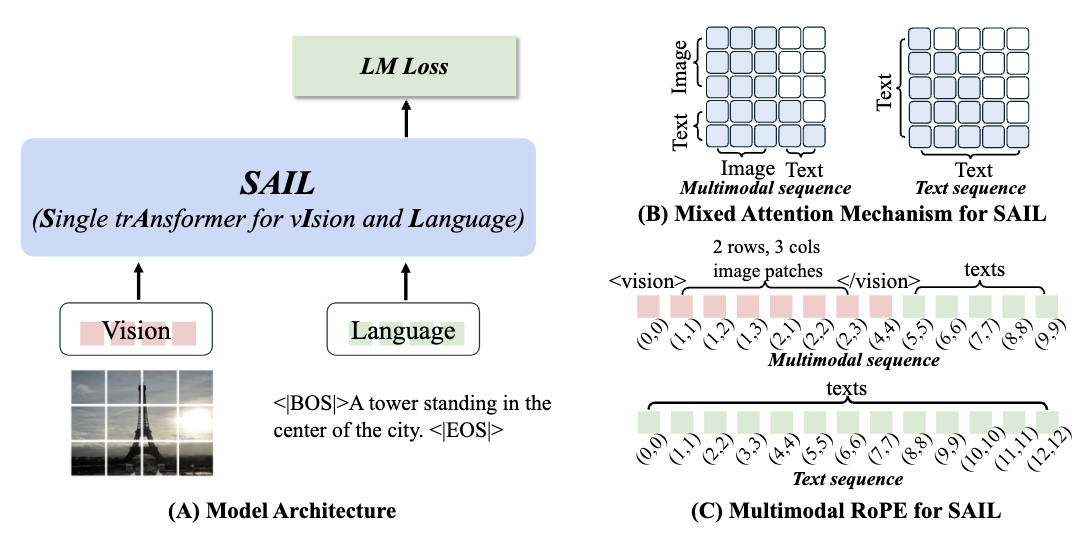 LM Loss
SAIL
(Single trAnsformer for vIsion and Language)
Vision
Language
<|BOS|>A tower standing in the
center of the city. <|EOS|>
(A) Model Architecture
Image
Text
Image Text
Multimodal sequence
Text
Text
Text sequence
(B) Mixed Attention Mechanism for SAIL
2 rows, 3 cols
image patches
<vision>
</vision>
texts
(0,0) (1,1) (1,2) (1,3) (2,1) (2,2) (2,3) (4,4) (5,5) (6,6) (7,7) (8,8) (9,9)
Multimodal sequence
texts
(0,0) (1,1) (2,2) (3,3) (4,4) (5,5) (6,6) (7,7) (8,8) (9,9) (10,10) (11,11) (12,12)
Text sequence
(C) Multimodal RoPE for SAIL